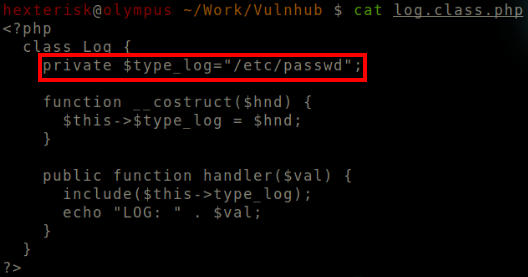 hexterisk@olympus ~/Work/Vulnhub $ cat log.class.php
<?php
  class Log {
    private $type_log="/etc/passwd";

    function __costruct($hnd) {
      $this->$type_log = $hnd;
    }

    public function handler($val) {
      include($this->type_log);
      echo "LOG: " . $val;
    }
  }
?>